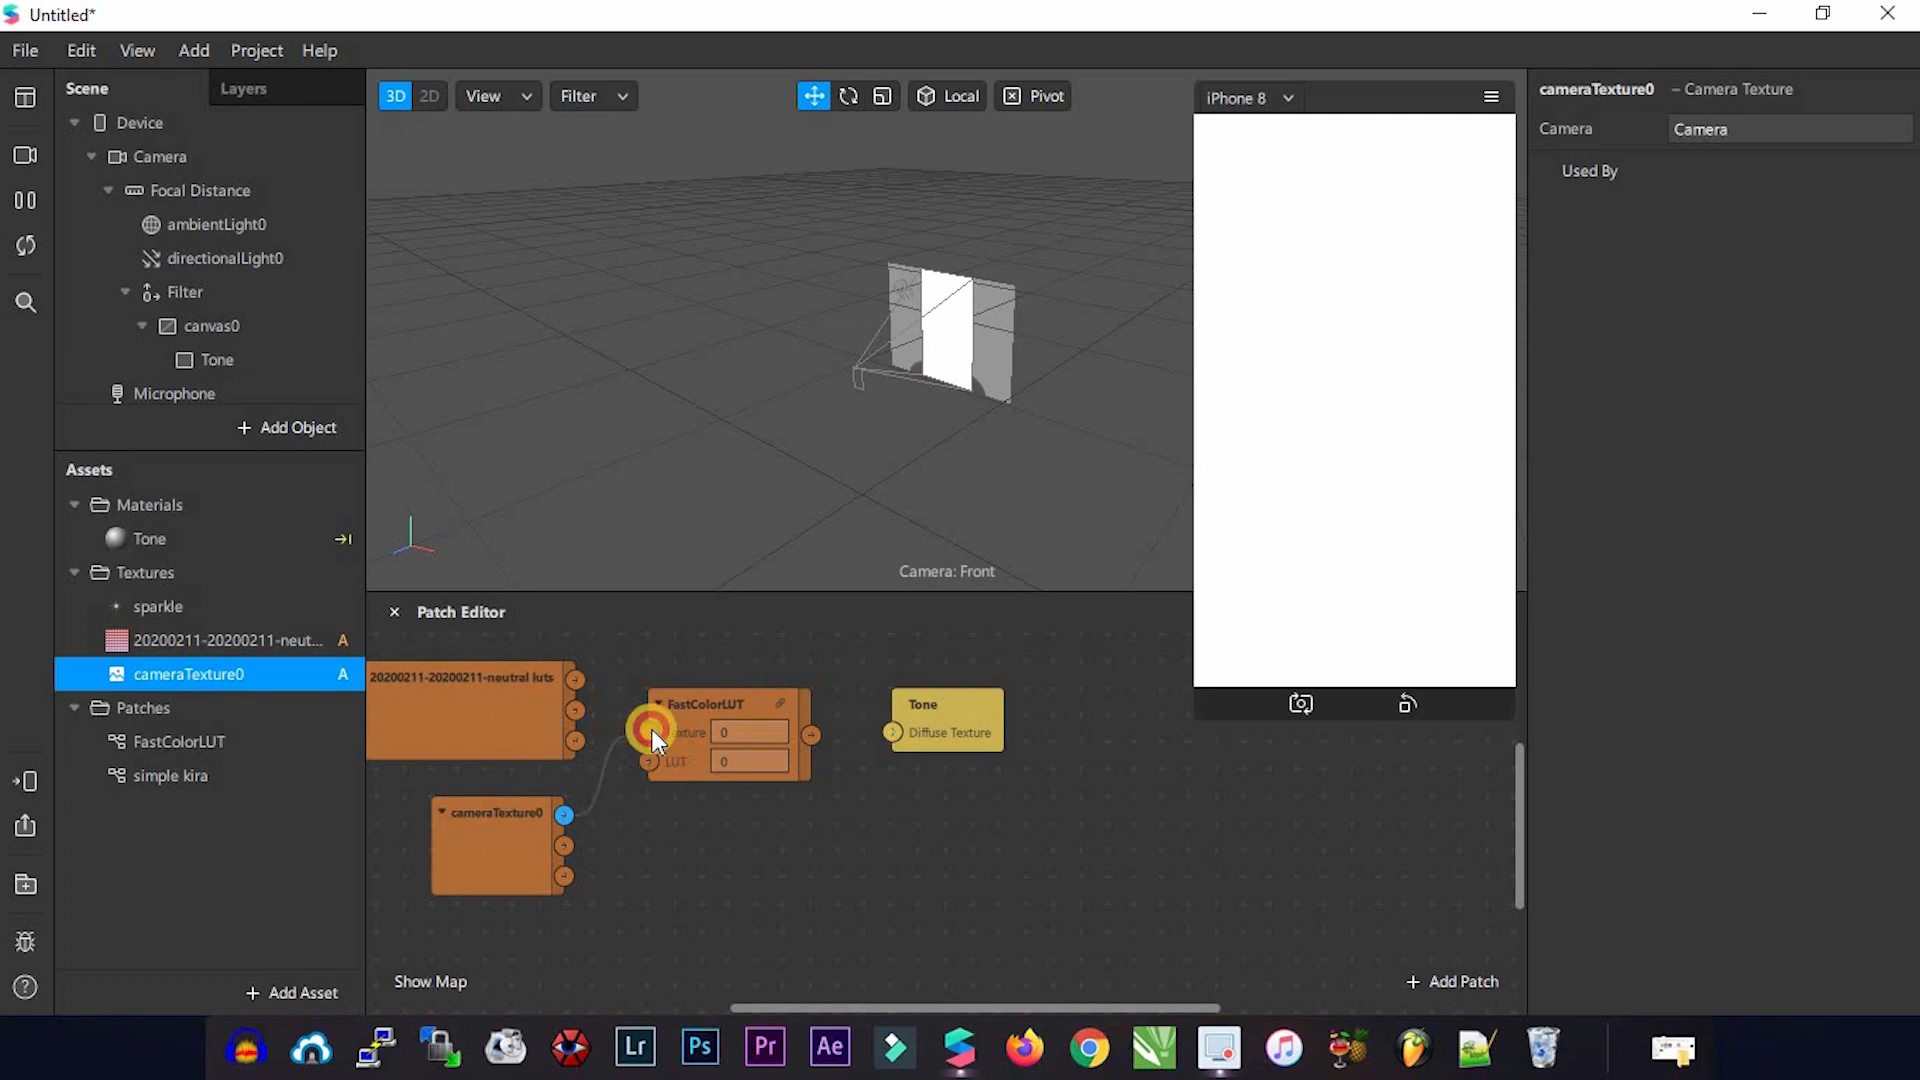 Untitled*
File Edit View Add Project Help
Scene Layers
Device
Camera
Focal Distance
ambientLight0
directionalLight0
Filter
canvas0
Tone
Microphone
+ Add Object
Assets
Materials
Tone
Textures
sparkle
20200211-20200211-neut... A
cameraTexture0 A
Patches
FastColorLUT
simple kira
+ Add Asset
3D 2D View Filter Local Pivot
Camera: Front
iPhone 8
× Patch Editor
20200211-20200211-neutral luts
cameraTexture0
FastColorLUT
xture 0
LUT 0
Tone
Diffuse Texture
Show Map
+ Add Patch
cameraTexture0 – Camera Texture
Camera Camera
Used By
Lr Ps Pr Ae